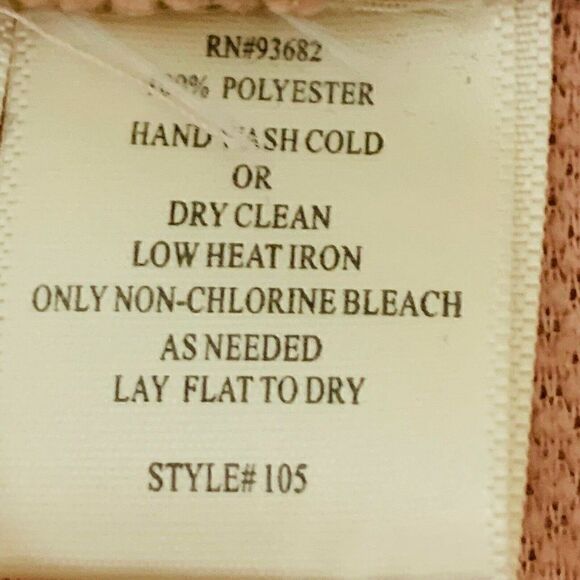 RN#93682
100% POLYESTER
HAND WASH COLD
OR
DRY CLEAN
LOW HEAT IRON
ONLY NON-CHLORINE BLEACH
AS NEEDED
LAY FLAT TO DRY
STYLE# 105